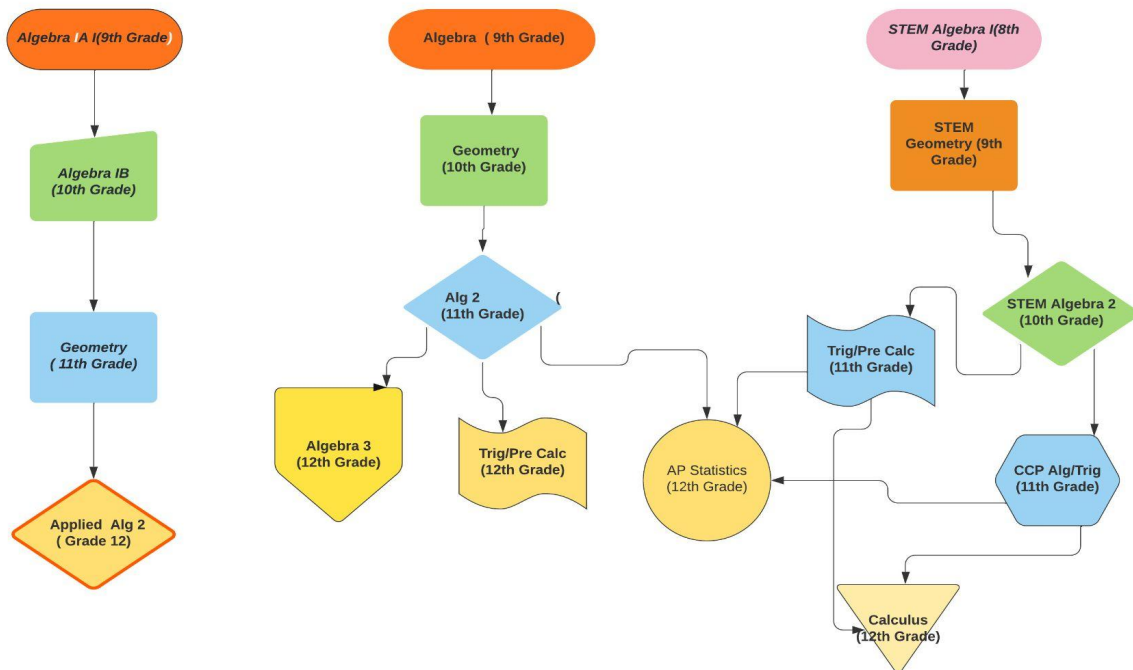 Algebra IA I(9th Grade)
Algebra IB
(10th Grade)
Geometry
( 11th Grade)
Applied Alg 2
( Grade 12)
Algebra ( 9th Grade)
Geometry
(10th Grade)
Alg 2 (
(11th Grade)
Algebra 3
(12th Grade)
Trig/Pre Calc
(12th Grade)
AP Statistics
(12th Grade)
STEM Algebra I(8th
Grade)
STEM
Geometry (9th
Grade)
STEM Algebra 2
(10th Grade)
Trig/Pre Calc
(11th Grade)
CCP Alg/Trig
(11th Grade)
Calculus
(12th Grade)